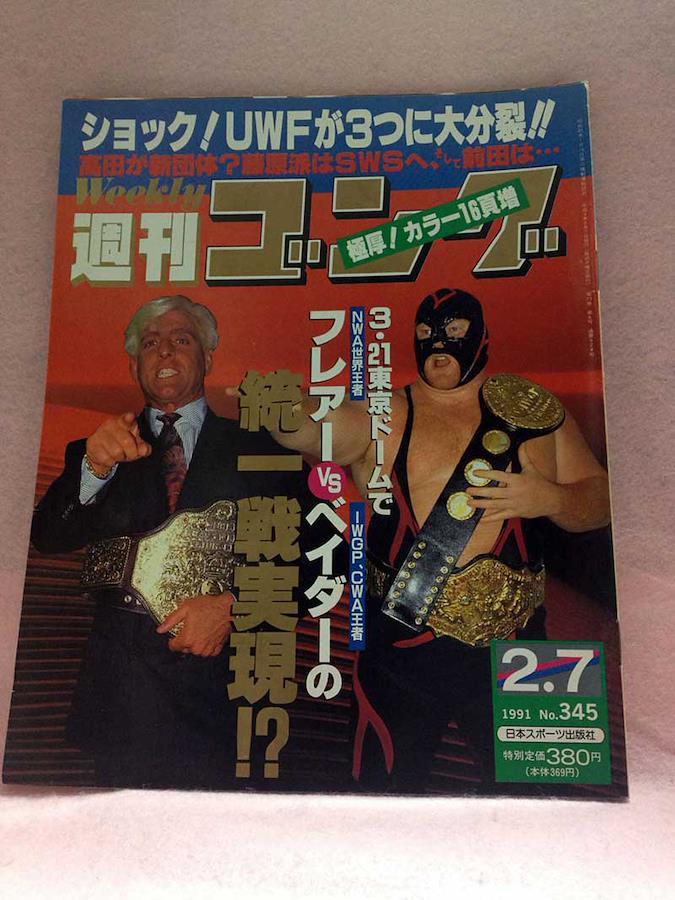 ショック!UWFが3つに大分裂!!
高田が新団体?藤原派はSWSへ、そして前田は…
Weekly
週刊ゴング
極厚!カラー16頁増
3・21東京ドームで
NWA世界王者
フレアーVSベイダーの
IWGP、CWA王者
統一戦実現!?
2.7
1991 No.345
日本スポーツ出版社
特別定価380円
(本体369円)